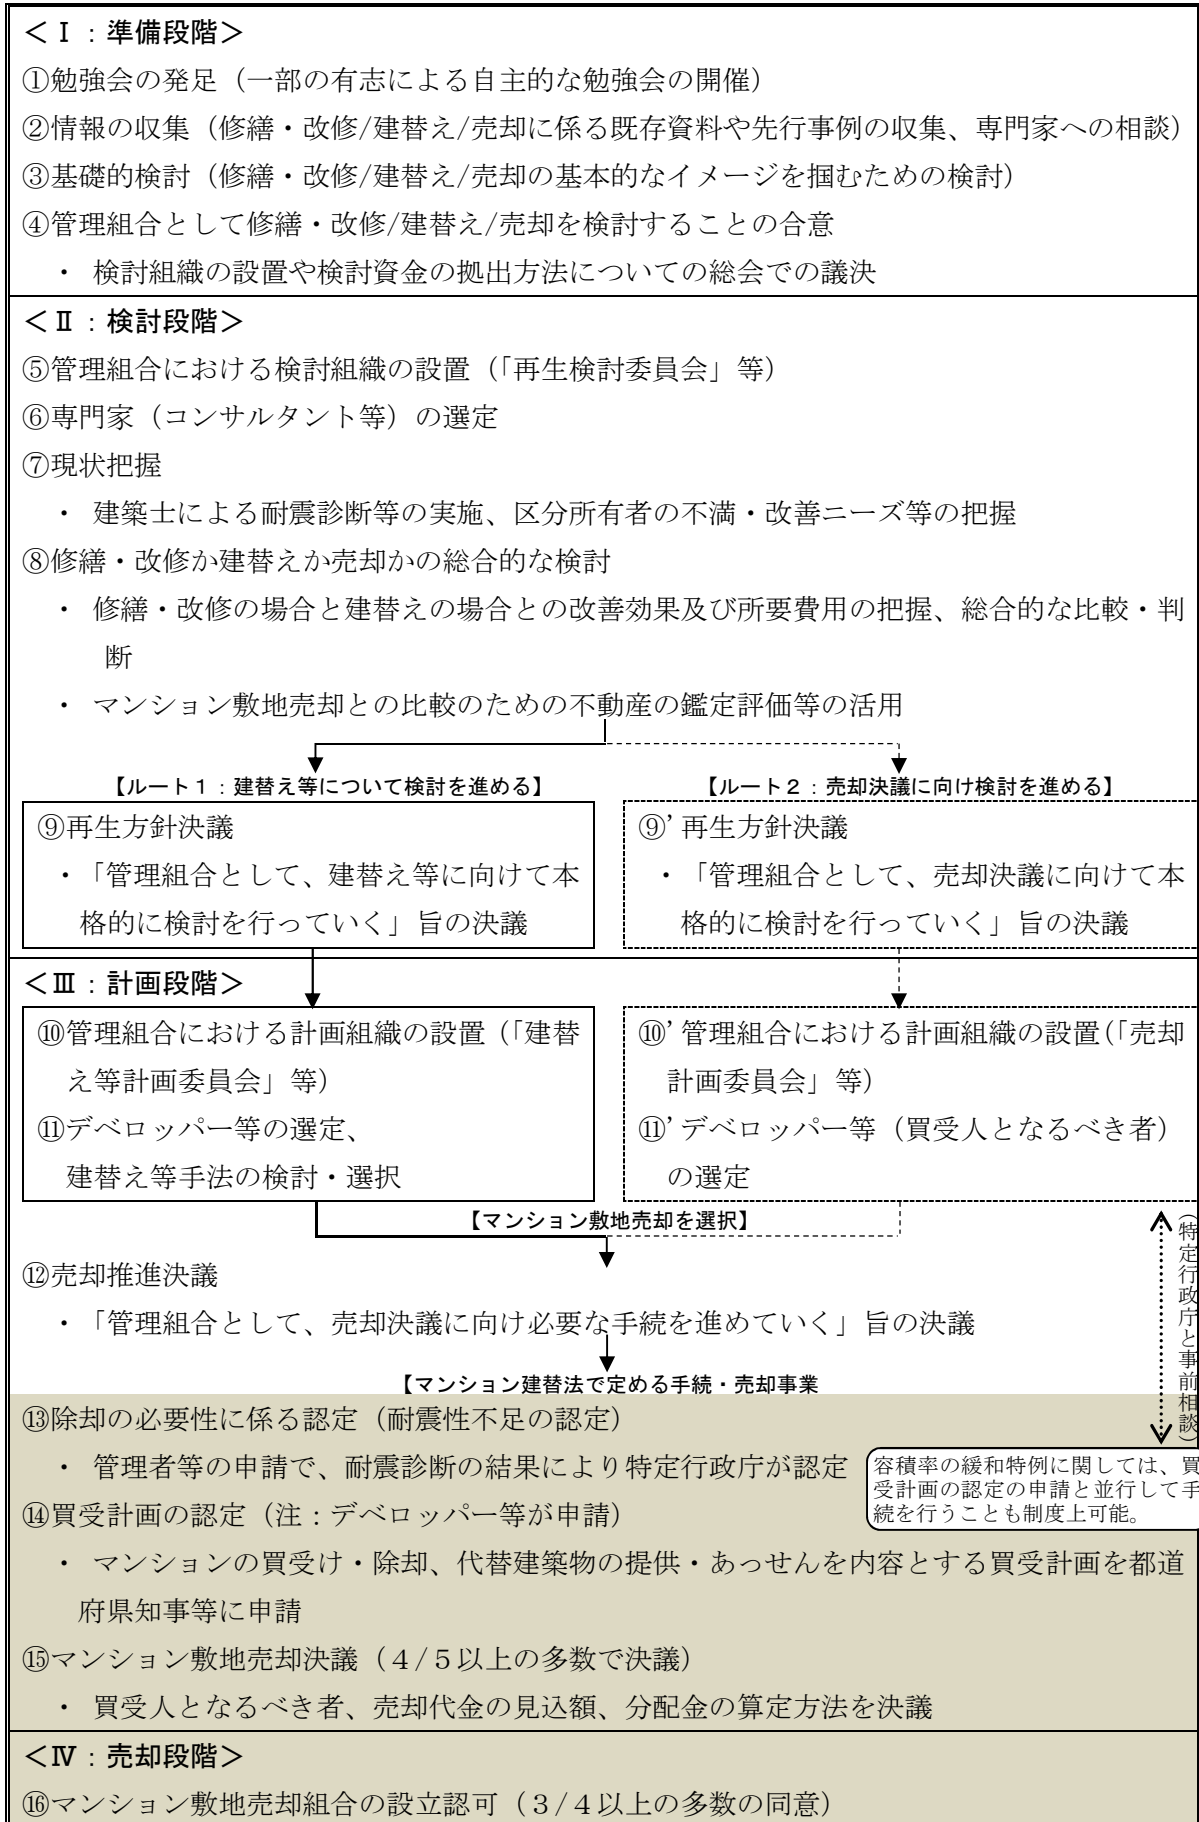 ＜Ⅰ：準備段階＞
①勉強会の発足（一部の有志による自主的な勉強会の開催）
②情報の収集（修繕・改修/建替え/売却に係る既存資料や先行事例の収集、専門家への相談）
③基礎的検討（修繕・改修/建替え/売却の基本的なイメージを掴むための検討）
④管理組合として修繕・改修/建替え/売却を検討することの合意
・ 検討組織の設置や検討資金の拠出方法についての総会での議決
＜Ⅱ：検討段階＞
⑤管理組合における検討組織の設置（「再生検討委員会」等）
⑥専門家（コンサルタント等）の選定
⑦現状把握
・ 建築士による耐震診断等の実施、区分所有者の不満・改善ニーズ等の把握
⑧修繕・改修か建替えか売却かの総合的な検討
・ 修繕・改修の場合と建替えの場合との改善効果及び所要費用の把握、総合的な比較・判
断
・ マンション敷地売却との比較のための不動産の鑑定評価等の活用
【ルート１：建替え等について検討を進める】
⑨再生方針決議
・「管理組合として、建替え等に向けて本
格的に検討を行っていく」旨の決議
【ルート２：売却決議に向け検討を進める】
⑨’再生方針決議
・「管理組合として、売却決議に向けて本
格的に検討を行っていく」旨の決議
＜Ⅲ：計画段階＞
⑩管理組合における計画組織の設置（「建替
え等計画委員会」等）
⑪デベロッパー等の選定、
建替え等手法の検討・選択
⑩’管理組合における計画組織の設置（「売却
計画委員会」等）
⑪’デベロッパー等（買受人となるべき者）
の選定
【マンション敷地売却を選択】
（特定行政庁と事前相談）
⑫売却推進決議
・「管理組合として、売却決議に向け必要な手続を進めていく」旨の決議
【マンション建替法で定める手続・売却事業
⑬除却の必要性に係る認定（耐震性不足の認定）
・ 管理者等の申請で、耐震診断の結果により特定行政庁が認定
容積率の緩和特例に関しては、買
受計画の認定の申請と並行して手
続を行うことも制度上可能。
⑭買受計画の認定（注：デベロッパー等が申請）
・ マンションの買受け・除却、代替建築物の提供・あっせんを内容とする買受計画を都道
府県知事等に申請
⑮マンション敷地売却決議（４/５以上の多数で決議）
・ 買受人となるべき者、売却代金の見込額、分配金の算定方法を決議
＜Ⅳ：売却段階＞
⑯マンション敷地売却組合の設立認可（３/４以上の多数の同意）